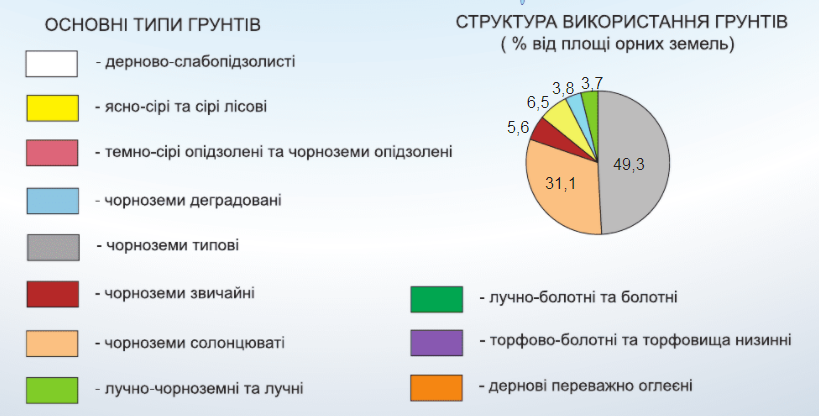 ОСНОВНІ ТИПИ ГРУНТІВ
- дерново-слабопідзолисті
- ясно-сірі та сірі лісові
- темно-сірі опідзолені та чорноземи опідзолені
- чорноземи деградовані
- чорноземи типові
- чорноземи звичайні
- чорноземи солонцюваті
- лучно-чорноземні та лучні
СТРУКТУРА ВИКОРИСТАННЯ ГРУНТІВ
( % від площі орних земель)
3,7
3,8
6,5
5,6
49,3
31,1
- лучно-болотні та болотні
- торфово-болотні та торфовища низинні
- дернові переважно оглеєні